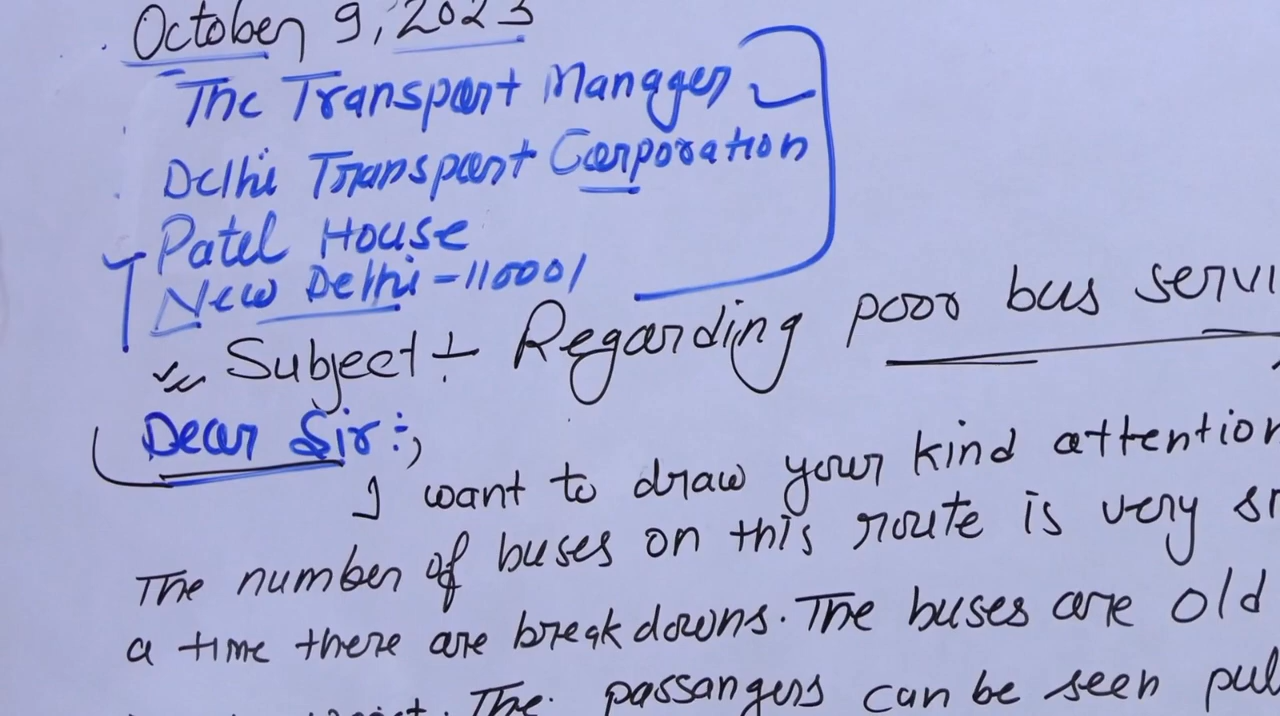 October 9, 2023
The Transport Manager
Delhi Transport Corporation
Patel House
New Delhi-110001
Subject :- Regarding poor bus servi
Dear Sir :-,
I want to draw your kind attention
The number of buses on this route is very
a time there are breakdowns. The buses are old
The passangers can be seen pul